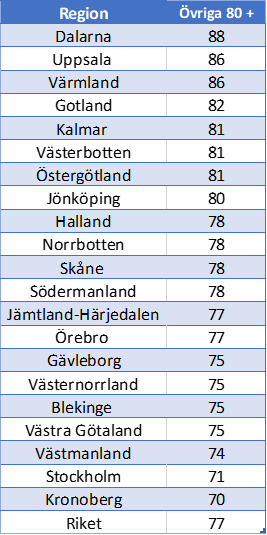 Region Övriga 80 +
Dalarna 88
Uppsala 86
Värmland 86
Gotland 82
Kalmar 81
Västerbotten 81
Östergötland 81
Jönköping 80
Halland 78
Norrbotten 78
Skåne 78
Södermanland 78
Jämtland-Härjedalen 77
Örebro 77
Gävleborg 75
Västernorrland 75
Blekinge 75
Västra Götaland 75
Västmanland 74
Stockholm 71
Kronoberg 70
Riket 77